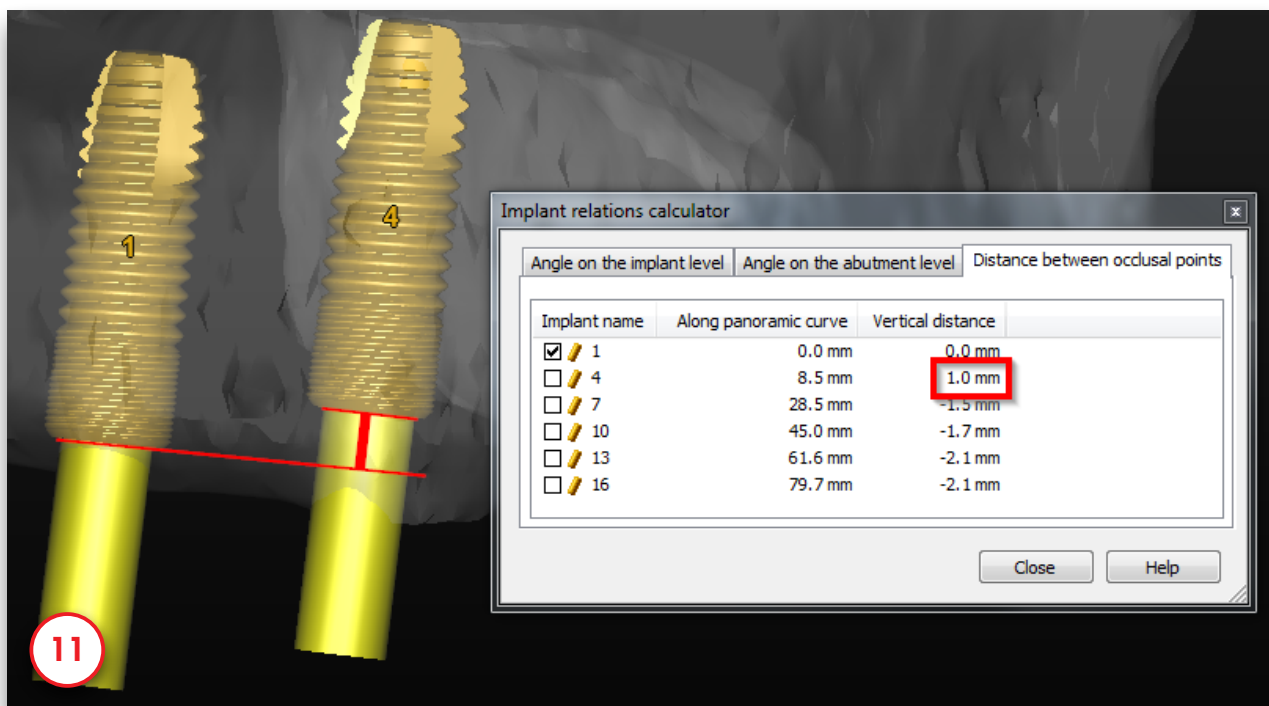 1
4
Implant relations calculator
x
Angle on the implant level Angle on the abutment level Distance between occlusal points
Implant name Along panoramic curve Vertical distance
1 0.0 mm 0.0 mm
4 8.5 mm 1.0 mm
7 28.5 mm -1.5 mm
10 45.0 mm -1.7 mm
13 61.6 mm -2.1 mm
16 79.7 mm -2.1 mm
Close Help
11